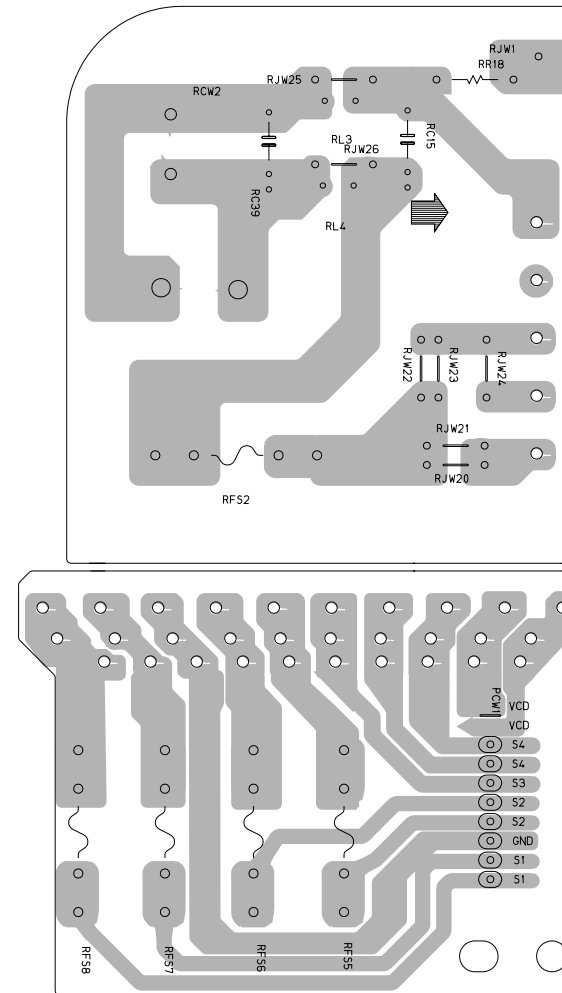 RJW1
RR18
RJW25
RCW2
RL3
RJW26
RC15
RC39
RL4
RJW22
RJW23
RJW24
RJW21
RJW20
RFS2
PCW1
VCD
VCD
S4
S4
S3
S2
S2
GND
S1
S1
RFS8
RFS7
RFS6
RFS5